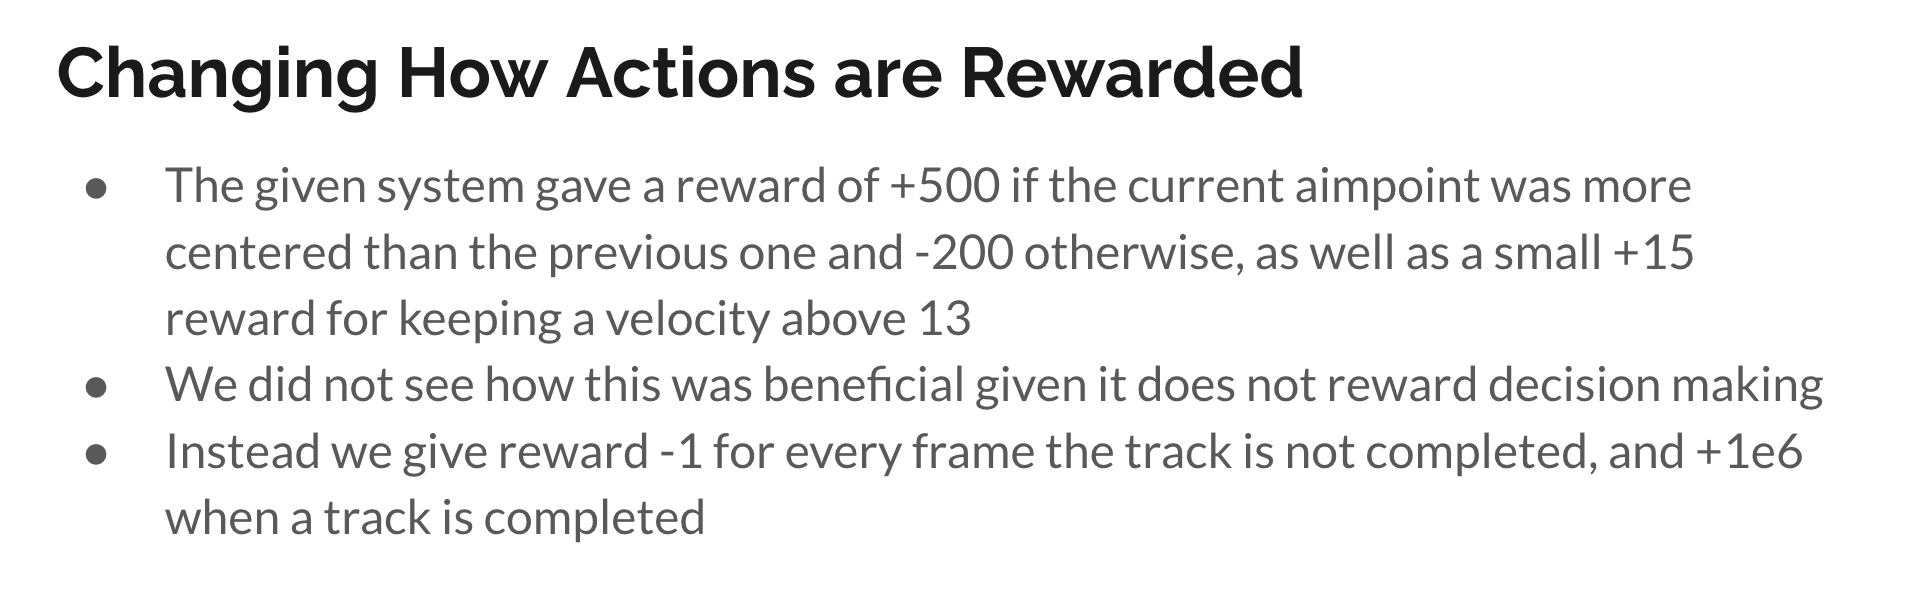 Changing How Actions are Rewarded
● The given system gave a reward of +500 if the current aimpoint was more
centered than the previous one and -200 otherwise, as well as a small +15
reward for keeping a velocity above 13
● We did not see how this was beneficial given it does not reward decision making
● Instead we give reward -1 for every frame the track is not completed, and +1e6
when a track is completed